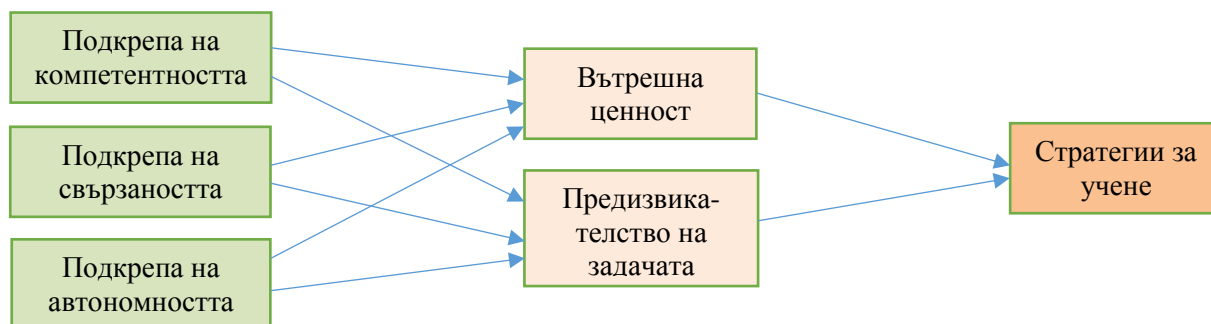 Подкрепа на
компетентността
Подкрепа на
свързаността
Подкрепа на
автономността
Вътрешна
ценност
Предизвика-
телство на
задачата
Стратегии за
учене